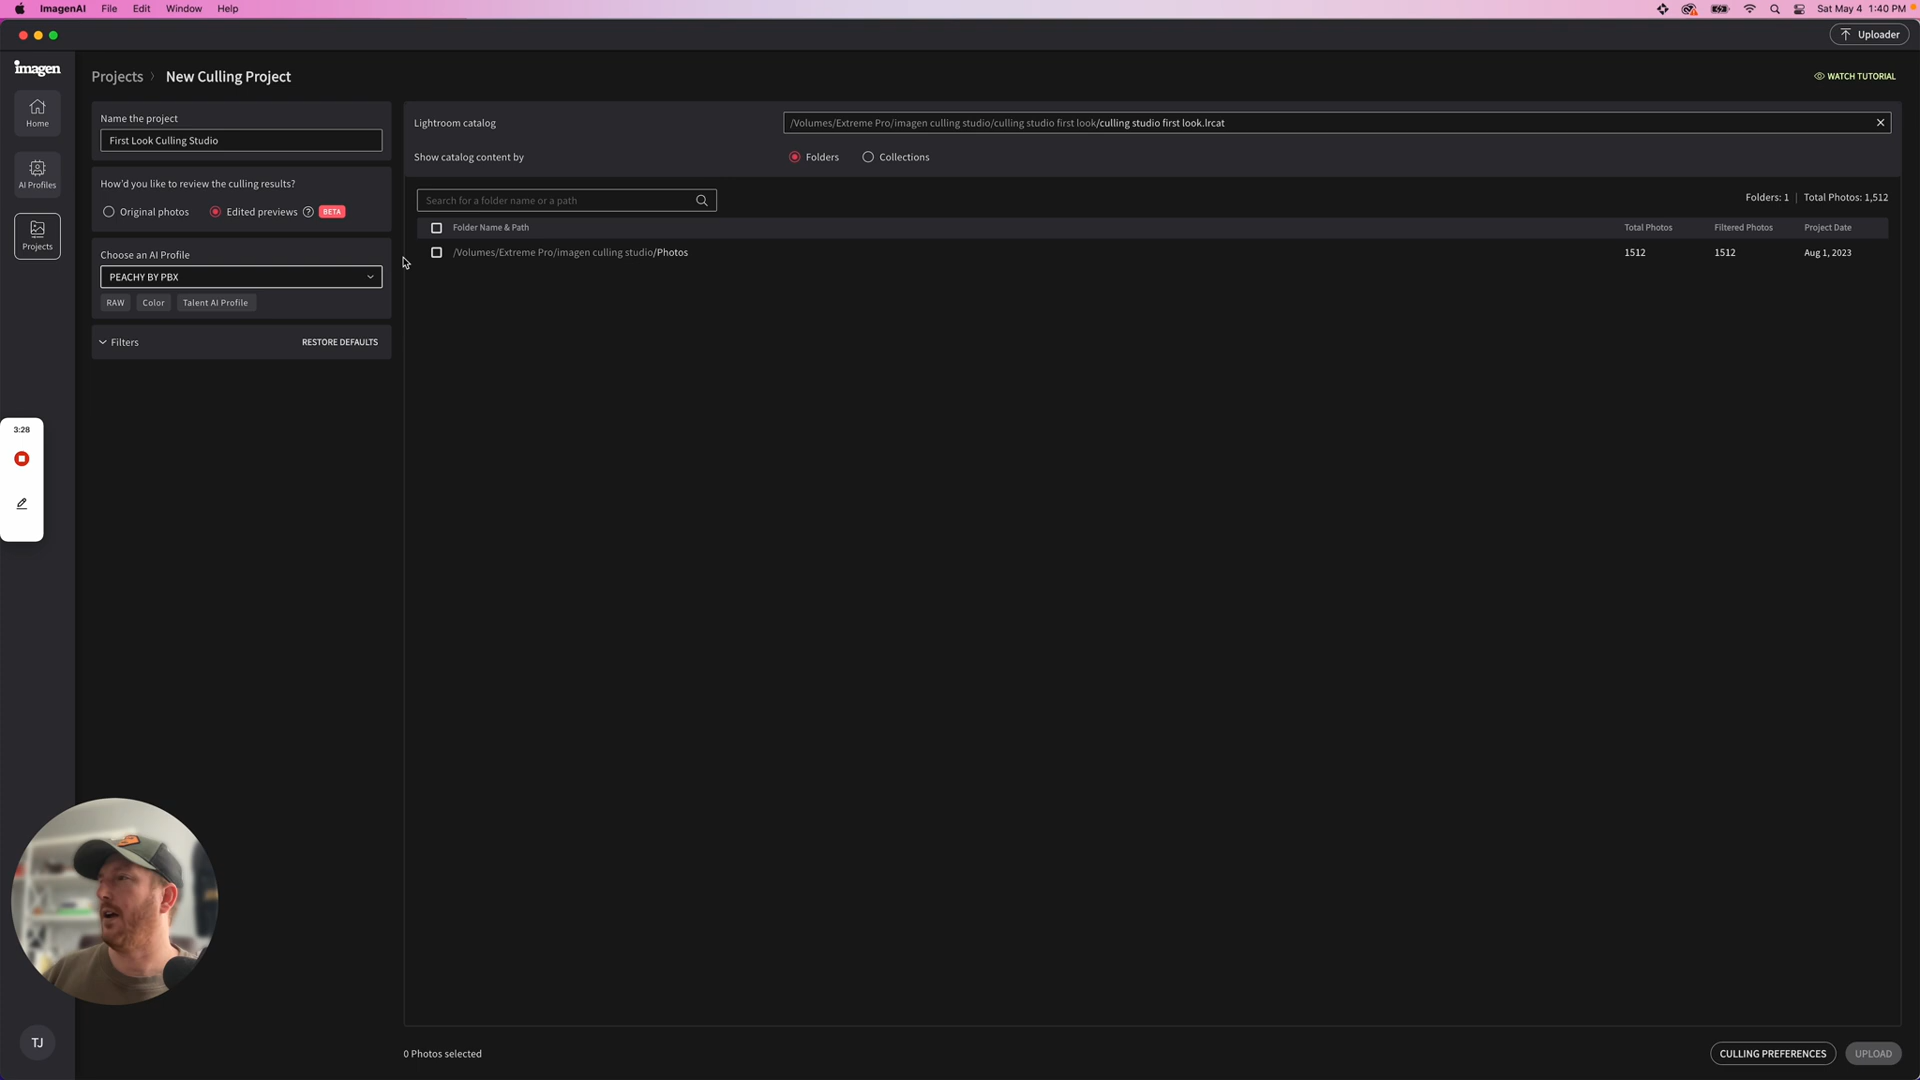 ImagenAI File Edit Window Help Sat May 4 1:40 PM
Uploader
imagen
Projects > New Culling Project
WATCH TUTORIAL
Home
AI Profiles
Projects
Name the project
First Look Culling Studio
How'd you like to review the culling results?
Original photos Edited previews ? BETA
Choose an AI Profile
PEACHY BY PBX
RAW Color Talent AI Profile
Filters RESTORE DEFAULTS
Lightroom catalog /Volumes/Extreme Pro/imagen culling studio/culling studio first look/culling studio first look.lrcat
Show catalog content by Folders Collections
Search for a folder name or a path
Folders: 1 | Total Photos: 1,512
Folder Name & Path Total Photos Filtered Photos Project Date
/Volumes/Extreme Pro/imagen culling studio/Photos 1512 1512 Aug 1, 2023
3:28
TJ
0 Photos selected
CULLING PREFERENCES UPLOAD